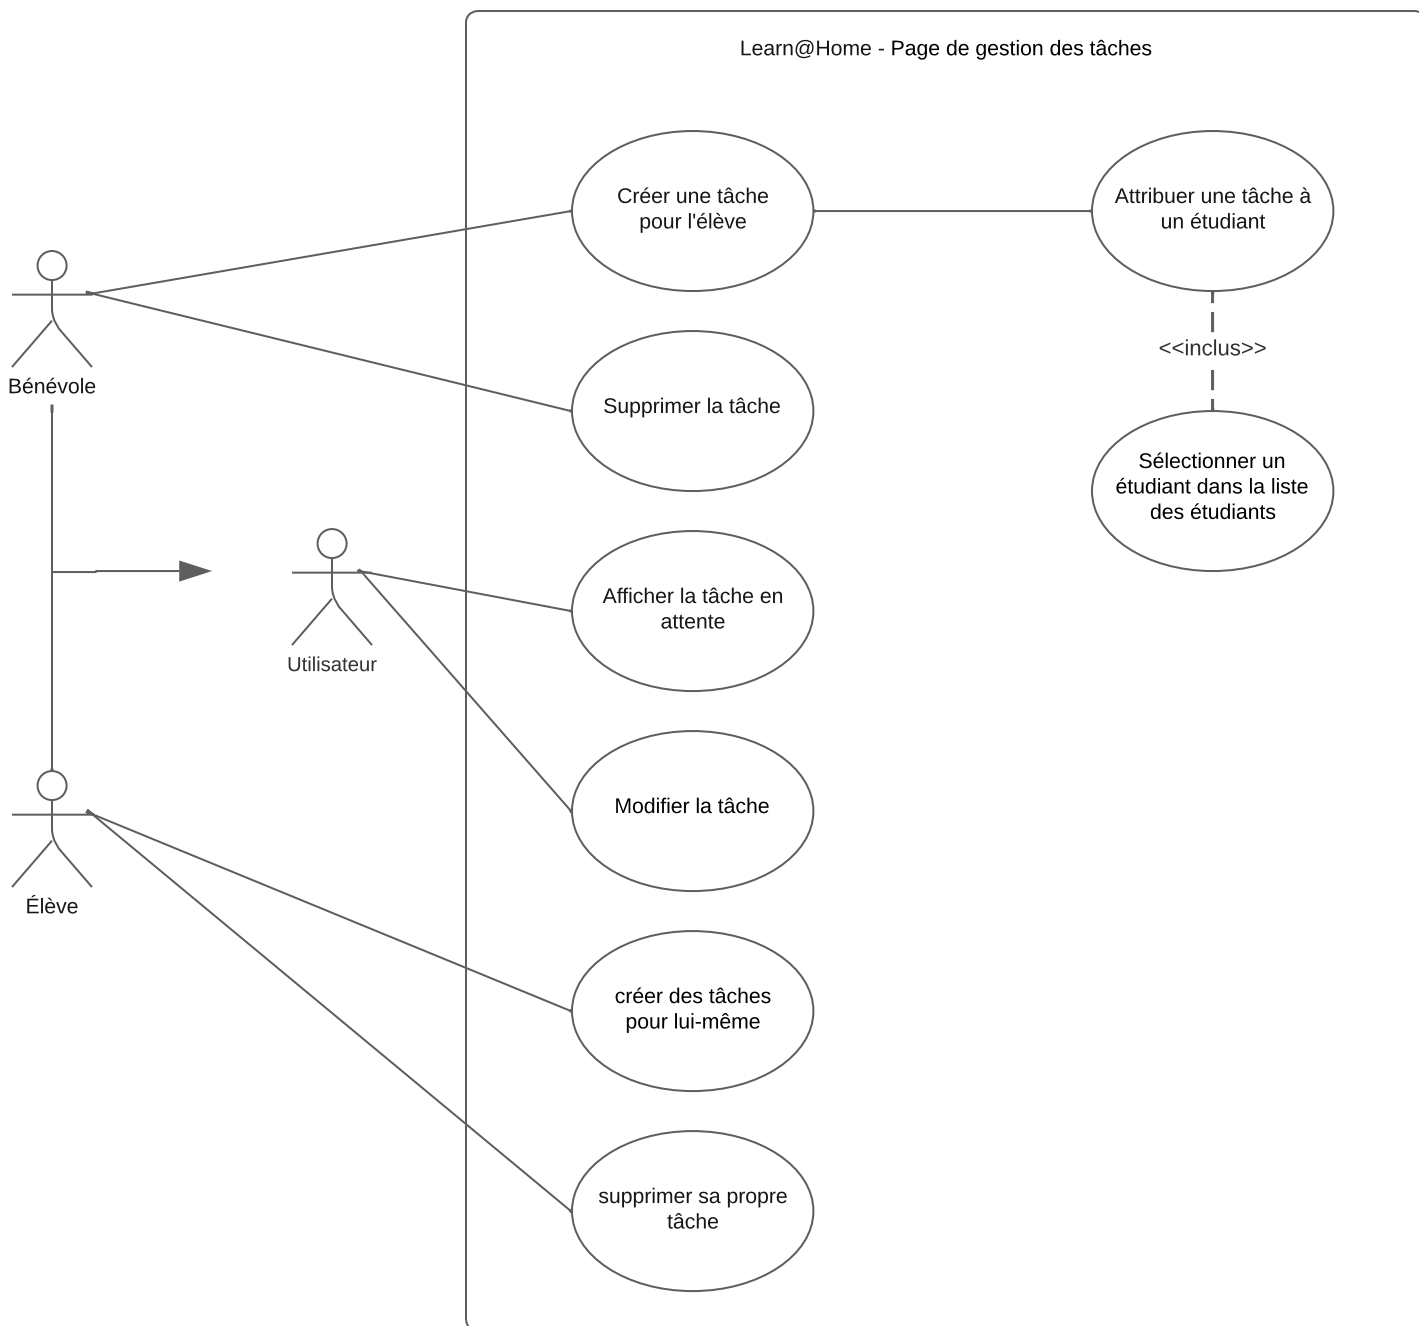 Learn@Home - Page de gestion des tâches
Créer une tâche
pour l'élève
Attribuer une tâche à
un étudiant
<<inclus>>
Sélectionner un
étudiant dans la liste
des étudiants
Bénévole
Supprimer la tâche
Utilisateur
Afficher la tâche en
attente
Modifier la tâche
Élève
créer des tâches
pour lui-même
supprimer sa propre
tâche